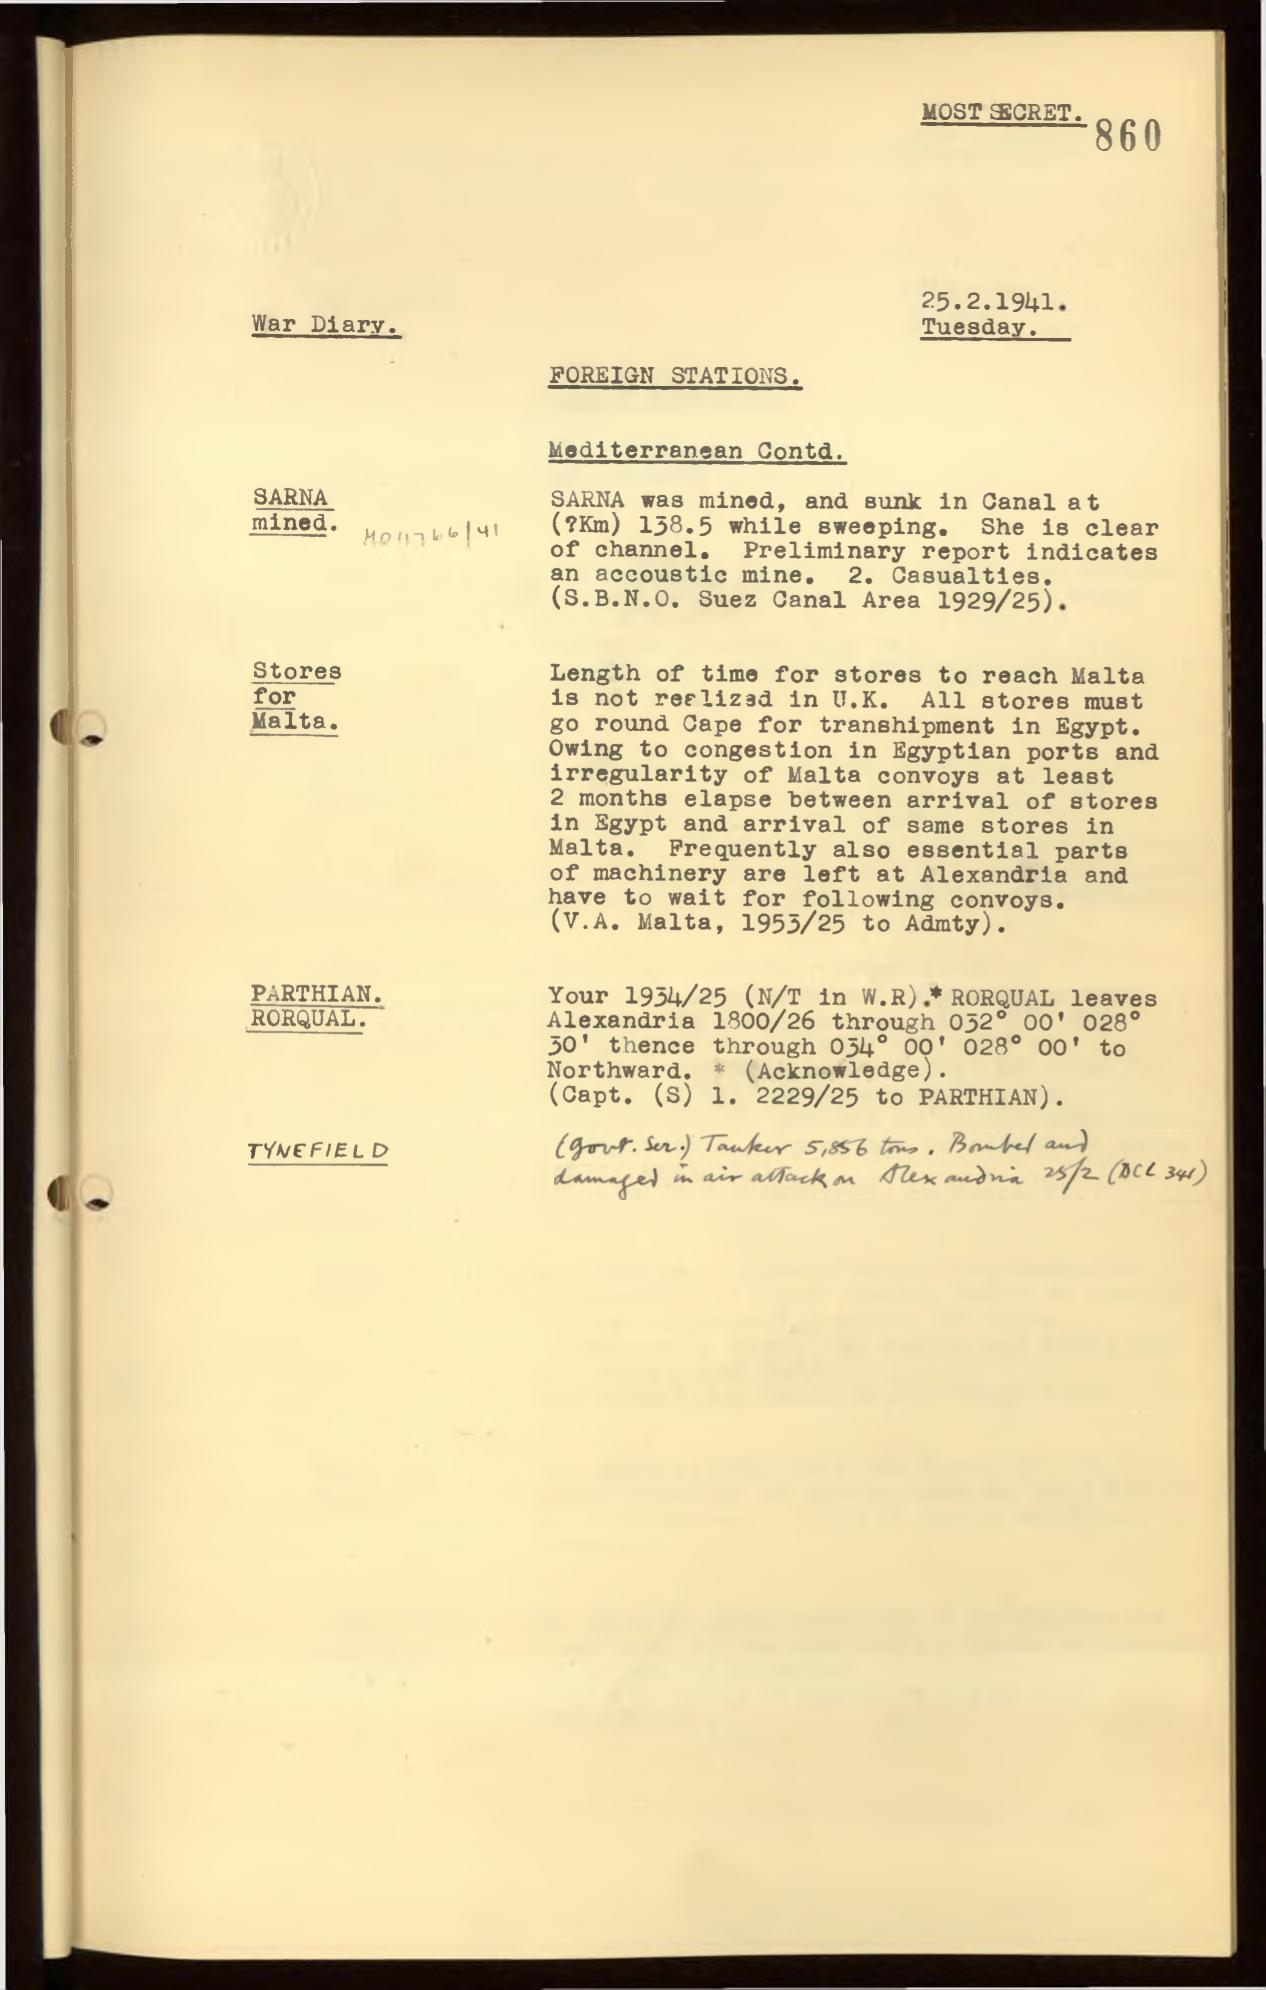 MOST SECRET.
860
25.2.1941.
War Diary.
Tuesday.
FOREIGN STATIONS.
Mediterranean Contd.
SARNA
mined.
M04766/41
SARNA was mined, and sunk in Canal at
(?Km) 138.5 while sweeping. She is clear
of channel. Preliminary report indicates
an accoustic mine. 2. Casualties.
(S.B.N.O. Suez Canal Area 1929/25).
Stores
for
Malta.
Length of time for stores to reach Malta
is not realized in U.K. All stores must
go round Cape for transhipment in Egypt.
Owing to congestion in Egyptian ports and
irregularity of Malta convoys at least
2 months elapse between arrival of stores
in Egypt and arrival of same stores in
Malta. Frequently also essential parts
of machinery are left at Alexandria and
have to wait for following convoys.
(V.A. Malta, 1953/25 to Admty).
PARTHIAN.
RORQUAL.
Your 1934/25 (N/T in W.R).* RORQUAL leaves
Alexandria 1800/26 through 032° 00' 028°
30' thence through 034° 00' 028° 00' to
Northward. * (Acknowledge).
(Capt. (S) 1. 2229/25 to PARTHIAN).
TYNEFIELD
(Govt. Ser.) Tanker 5,856 tons. Bombed and
damaged in air attack on Alexandria 25/2 (DCL 341)